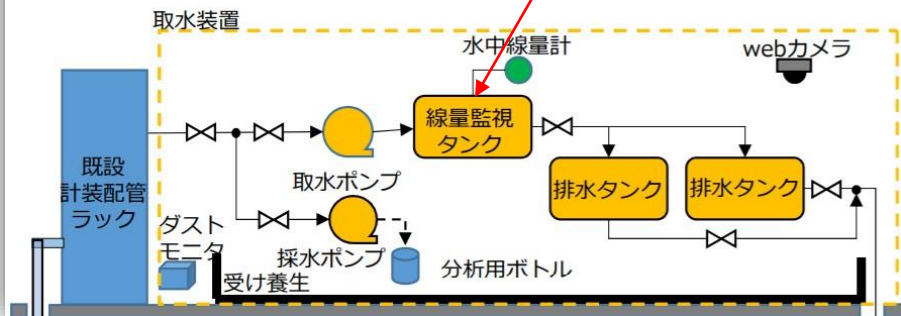 取水装置
水中線量計
webカメラ
線量監視
タンク
既設
計装配管
ラック
取水ポンプ
排水タンク
排水タンク
ダスト
モニタ
採水ポンプ
分析用ボトル
受け養生